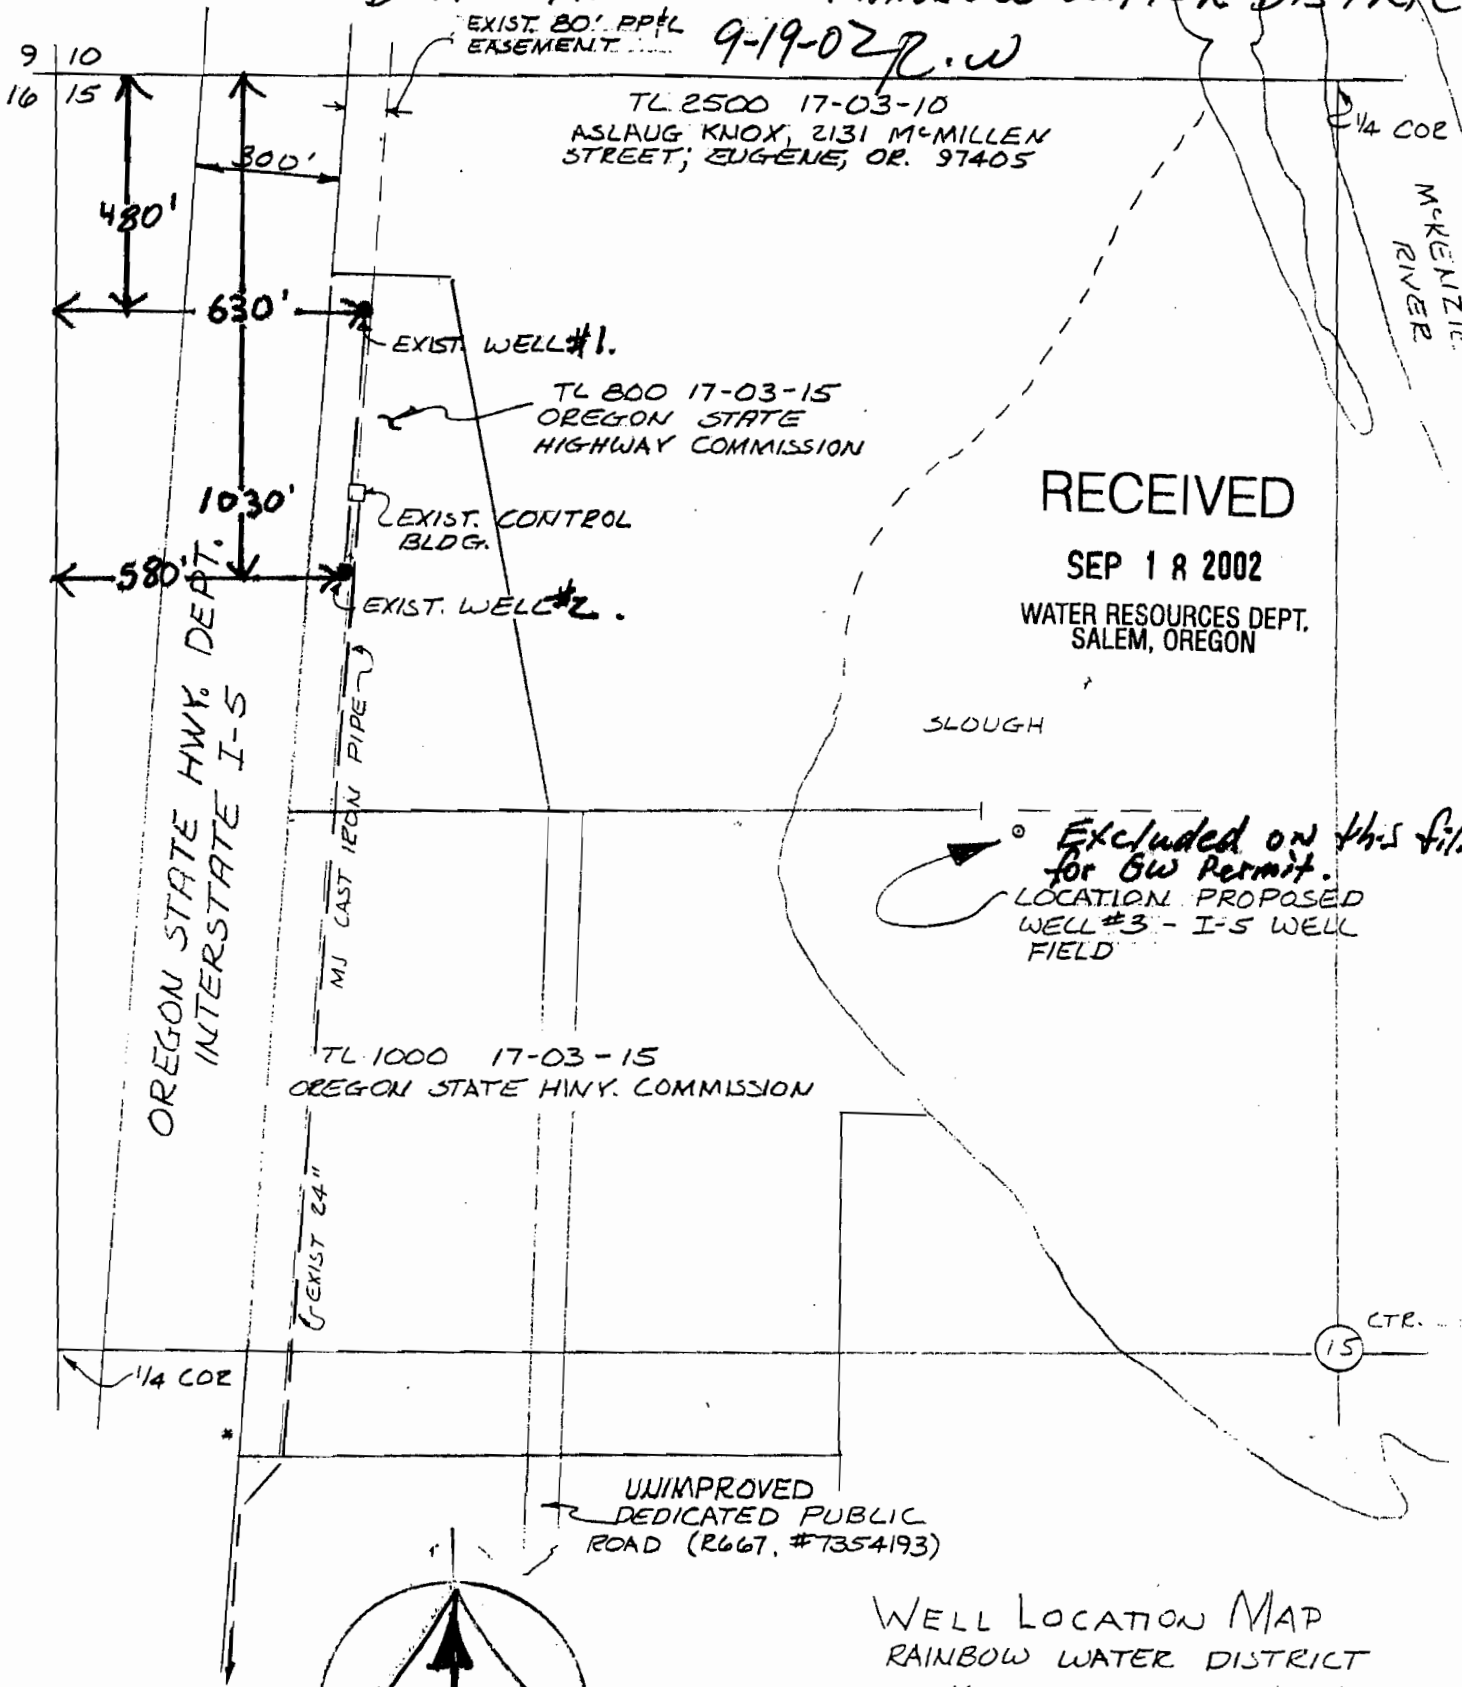 RAINBOW WATER DISTRIC
EXIST. 80' PP&L
EASEMENT
9-19-02 R.W
9 10
16 15
TL 2500 17-03-10
ASLAUG KNOX, 2131 McMILLEN
STREET; EUGENE, OR. 97405
1/4 COR
300'
480'
McKENZIE
RIVER
630'
EXIST. WELL #1.
TL 800 17-03-15
OREGON STATE
HIGHWAY COMMISSION
1030'
EXIST. CONTROL
BLDG.
580'
EXIST. WELL #2.
RECEIVED
SEP 18 2002
WATER RESOURCES DEPT.
SALEM, OREGON
OREGON STATE HWY. DEPT.
INTERSTATE I-5
MJ CAST IRON PIPE
SLOUGH
Excluded on this
for GW Permit.
LOCATION PROPOSED
WELL #3 - I-5 WELL
FIELD
TL 1000 17-03-15
OREGON STATE HWY. COMMISSION
EXIST 24"
CTR.
15
1/4 COR
*
UNIMPROVED
DEDICATED PUBLIC
ROAD (R667, #7354193)
WELL LOCATION MAP
RAINBOW WATER DISTRICT